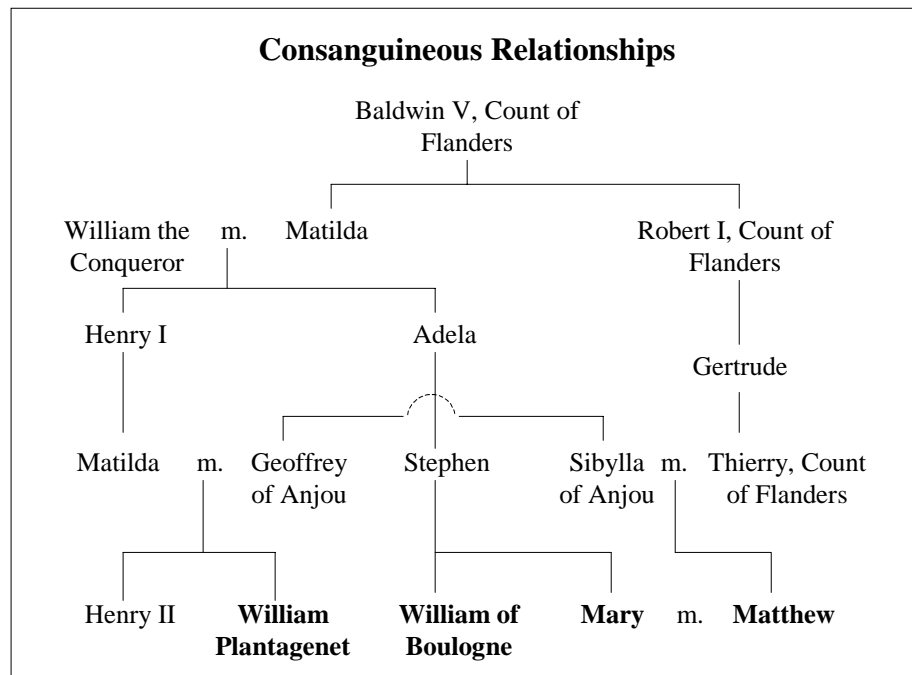 Consanguineous Relationships
Baldwin V, Count of
Flanders
William the m. Matilda
Conqueror
Robert I, Count of
Flanders
Henry I
Adela
Gertrude
Matilda m. Geoffrey
of Anjou
Stephen
Sibylla m. Thierry, Count
of Anjou
of Flanders
Henry II
William
Plantagenet
William of
Boulogne
Mary m. Matthew